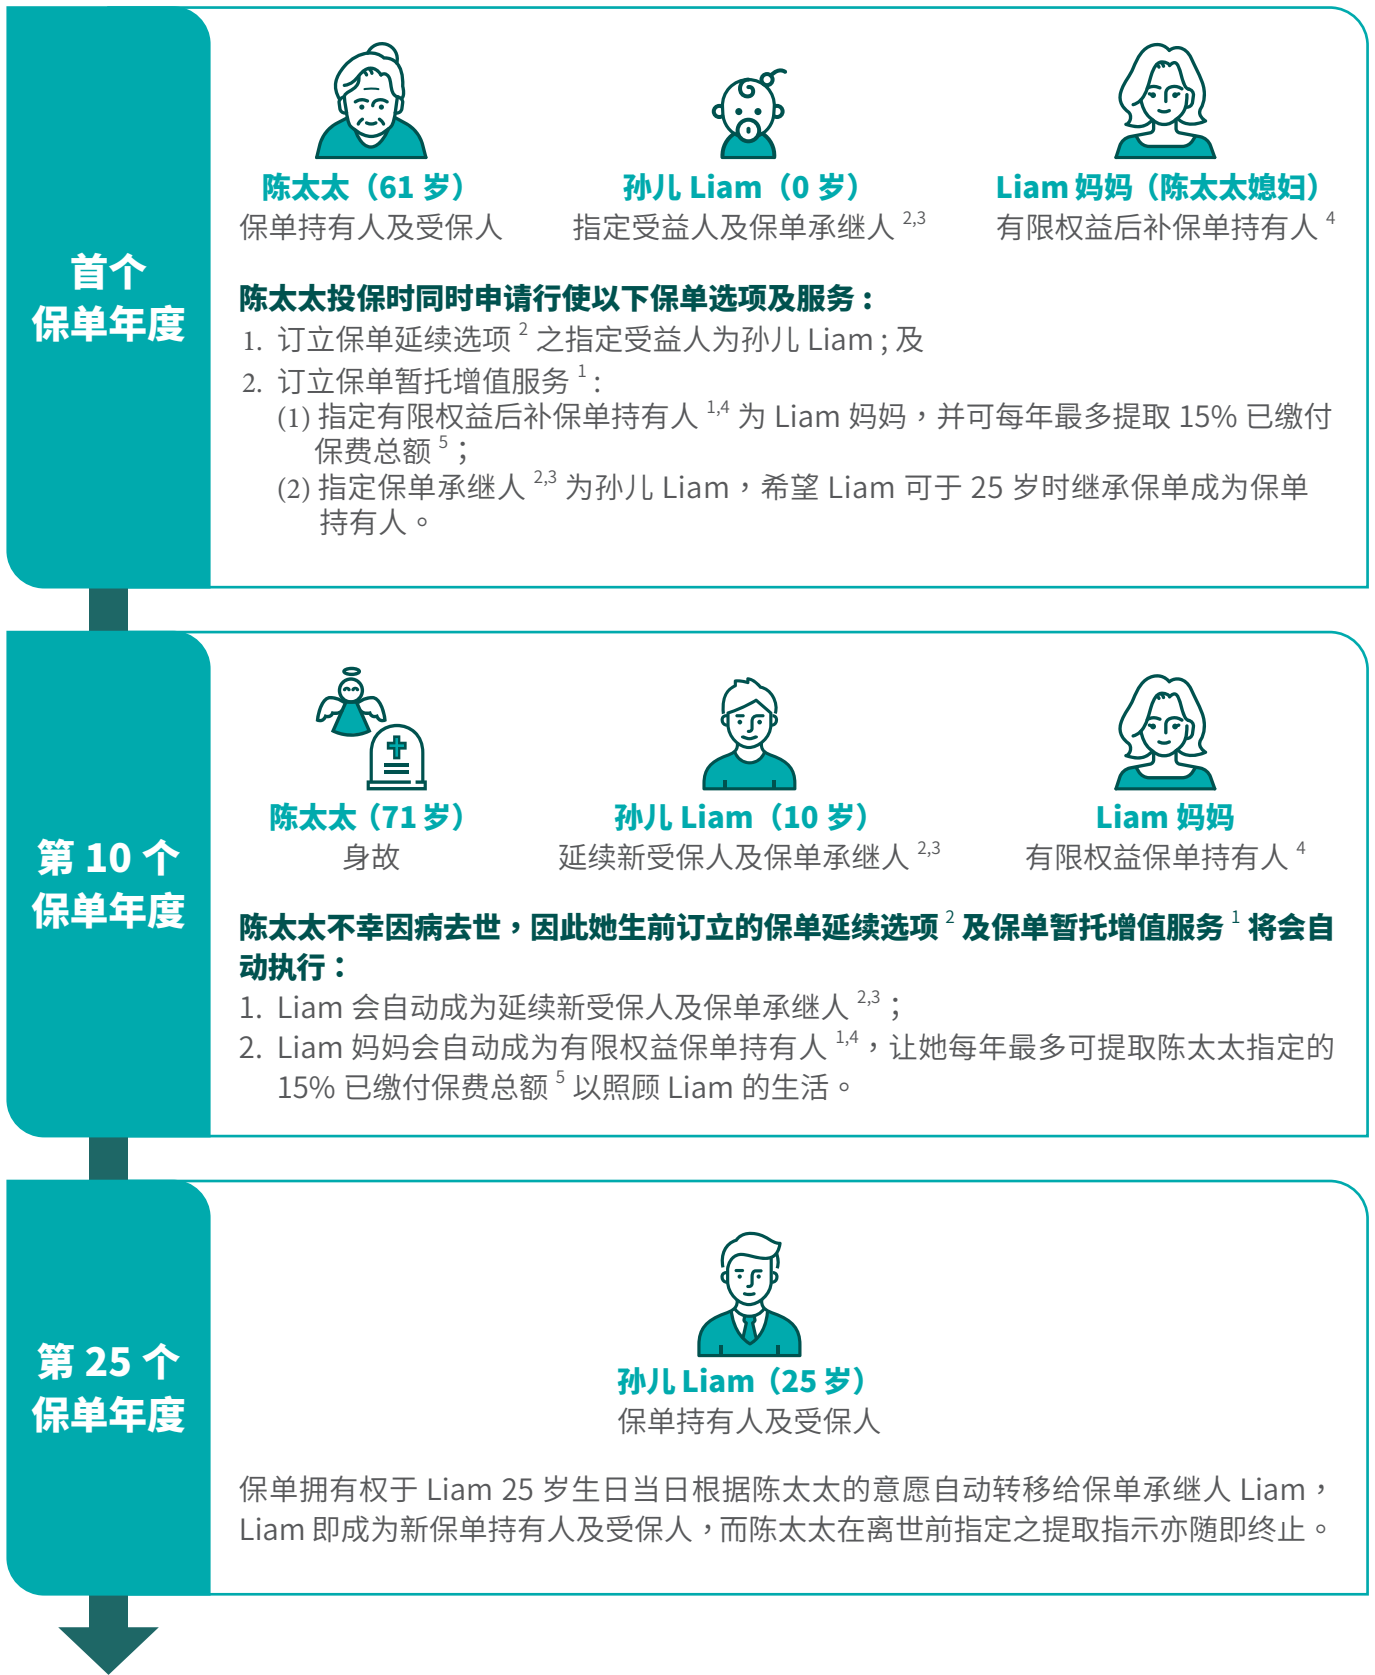 首个
保单年度
陈太太（61 岁）
保单持有人及受保人
孙儿 Liam（0 岁）
指定受益人及保单承继人 2,3
Liam 妈妈（陈太太媳妇）
有限权益后补保单持有人 4
陈太太投保时同时申请行使以下保单选项及服务：
1. 订立保单延续选项 2 之指定受益人为孙儿 Liam ; 及
2. 订立保单暂托增值服务 1 :
(1) 指定有限权益后补保单持有人 1,4 为 Liam 妈妈，并可每年最多提取 15% 已缴付
保费总额 5；
(2) 指定保单承继人 2,3 为孙儿 Liam，希望 Liam 可于 25 岁时继承保单成为保单
持有人。
第 10 个
保单年度
陈太太（71 岁）
身故
孙儿 Liam（10 岁）
延续新受保人及保单承继人 2,3
Liam 妈妈
有限权益保单持有人 4
陈太太不幸因病去世，因此她生前订立的保单延续选项 2 及保单暂托增值服务 1 将会自
动执行：
1. Liam 会自动成为延续新受保人及保单承继人 2,3；
2. Liam 妈妈会自动成为有限权益保单持有人 1,4，让她每年最多可提取陈太太指定的
15% 已缴付保费总额 5 以照顾 Liam 的生活。
第 25 个
保单年度
孙儿 Liam（25 岁）
保单持有人及受保人
保单拥有权于 Liam 25 岁生日当日根据陈太太的意愿自动转移给保单承继人 Liam，
Liam 即成为新保单持有人及受保人，而陈太太在离世前指定之提取指示亦随即终止。